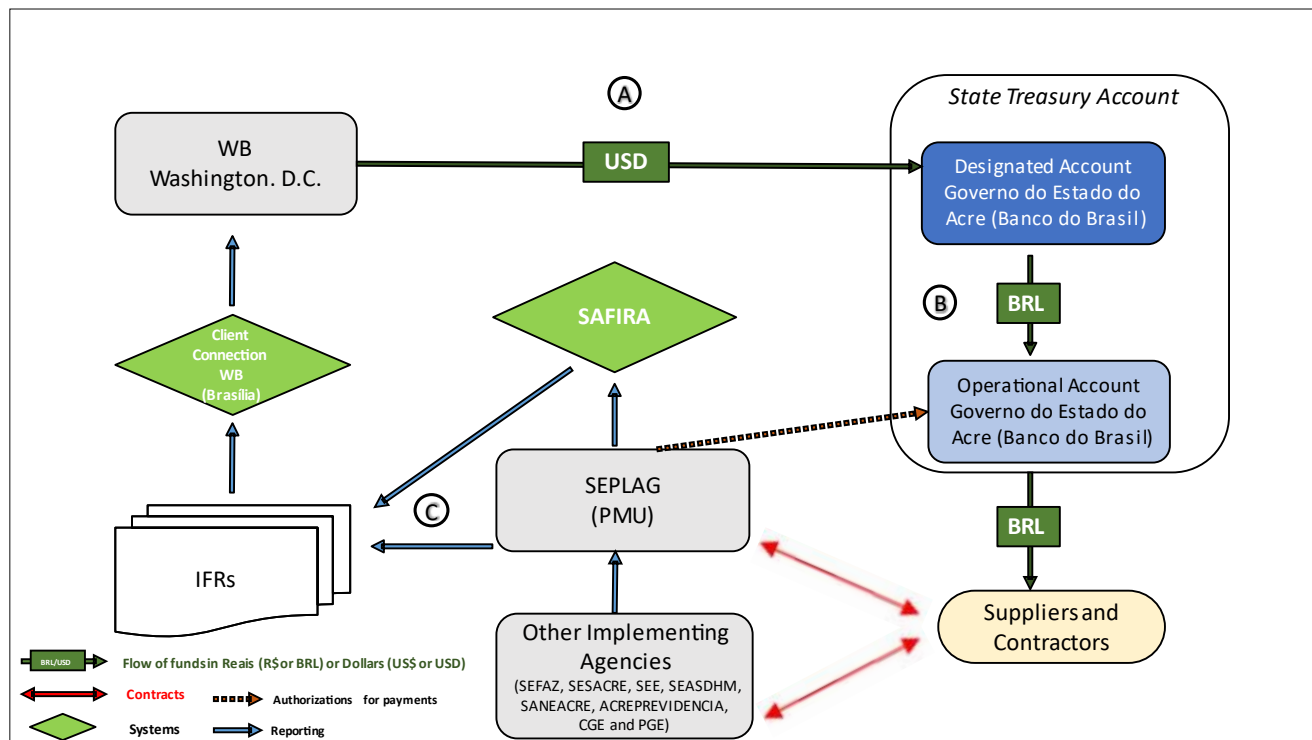 A
State Treasury Account
WB
Washington. D.C.
USD
Designated Account
Governo do Estado do
Acre (Banco do Brasil)
SAFIRA
B
BRL
Client
Connection
WB
(Brasília)
Operational Account
Governo do Estado do
Acre (Banco do Brasil)
SEPLAG
(PMU)
C
BRL
IFRs
Suppliers and
Contractors
Other Implementing
Agencies
(SEFAZ, SESACRE, SEE, SEASDHM,
SANEACRE, ACREPREVIDENCIA,
CGE and PGE)
BRL/USD
Flow of funds in Reais (R$ or BRL) or Dollars (US$ or USD)
Contracts
Authorizations for payments
Systems
Reporting